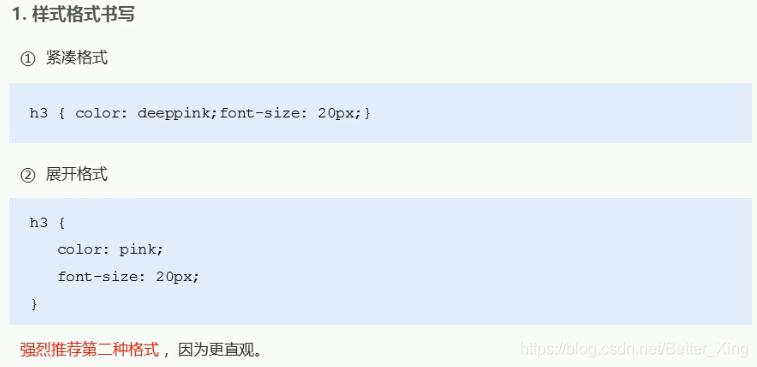 1. 样式格式书写
① 紧凑格式
h3 { color: deeppink;font-size: 20px;}
② 展开格式
h3 {
color: pink;
font-size: 20px;
}
强烈推荐第二种格式， 因为更直观。
https://blog.csdn.net/Better_Xing